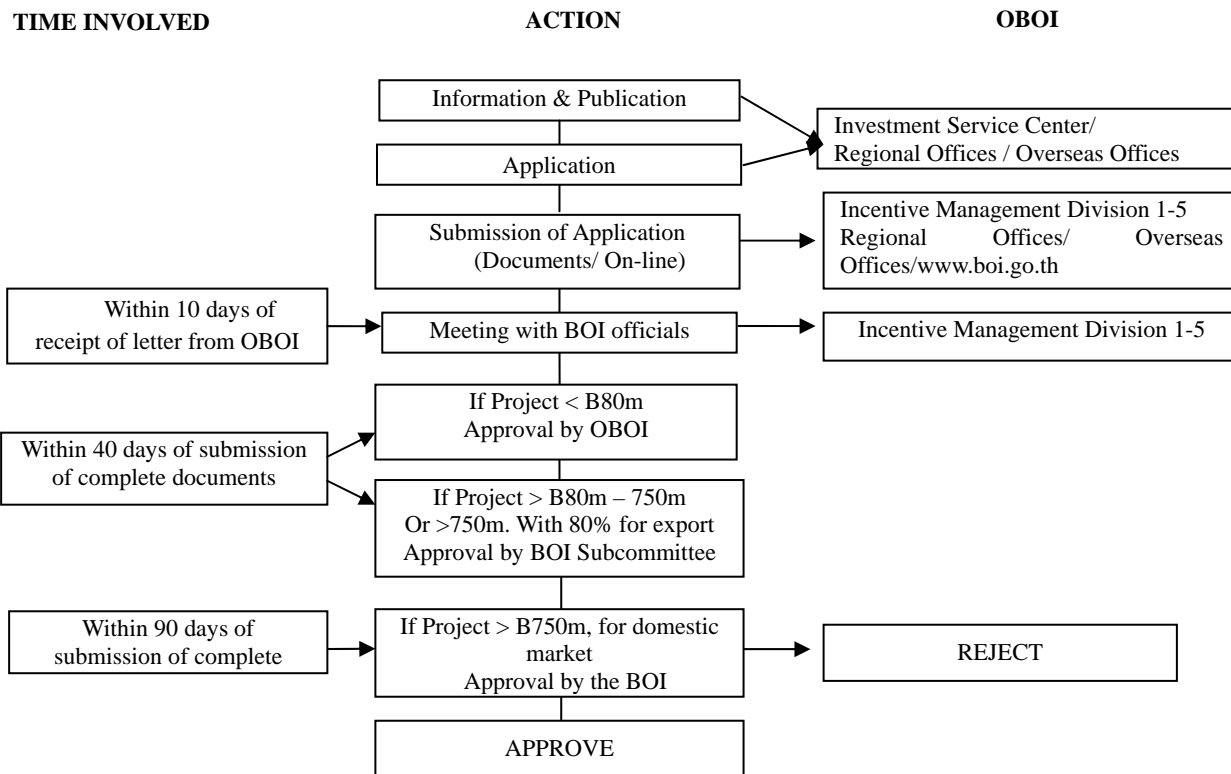 TIME INVOLVED
ACTION
OBOI
Information & Publication
Investment Service Center/
Regional Offices / Overseas Offices
Application
Submission of Application
(Documents/ On-line)
Incentive Management Division 1-5
Regional Offices/ Overseas
Offices/www.boi.go.th
Within 10 days of
receipt of letter from OBOI
Meeting with BOI officials
Incentive Management Division 1-5
If Project < B80m
Approval by OBOI
Within 40 days of submission
of complete documents
If Project > B80m – 750m
Or >750m. With 80% for export
Approval by BOI Subcommittee
Within 90 days of
submission of complete
If Project > B750m, for domestic
market
Approval by the BOI
REJECT
APPROVE